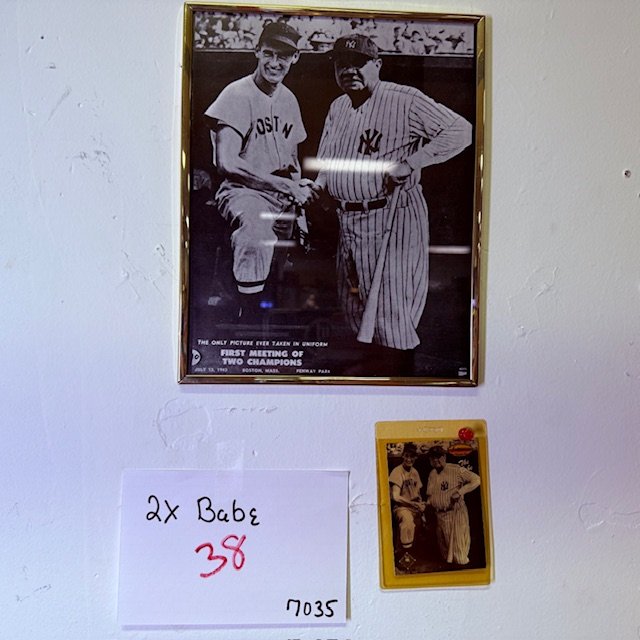 BOSTON
NY
THE ONLY PICTURE EVER TAKEN IN UNIFORM
FIRST MEETING OF
TWO CHAMPIONS
JULY 12, 1943 BOSTON, MASS. FENWAY PARK
2X Babe
38
7035